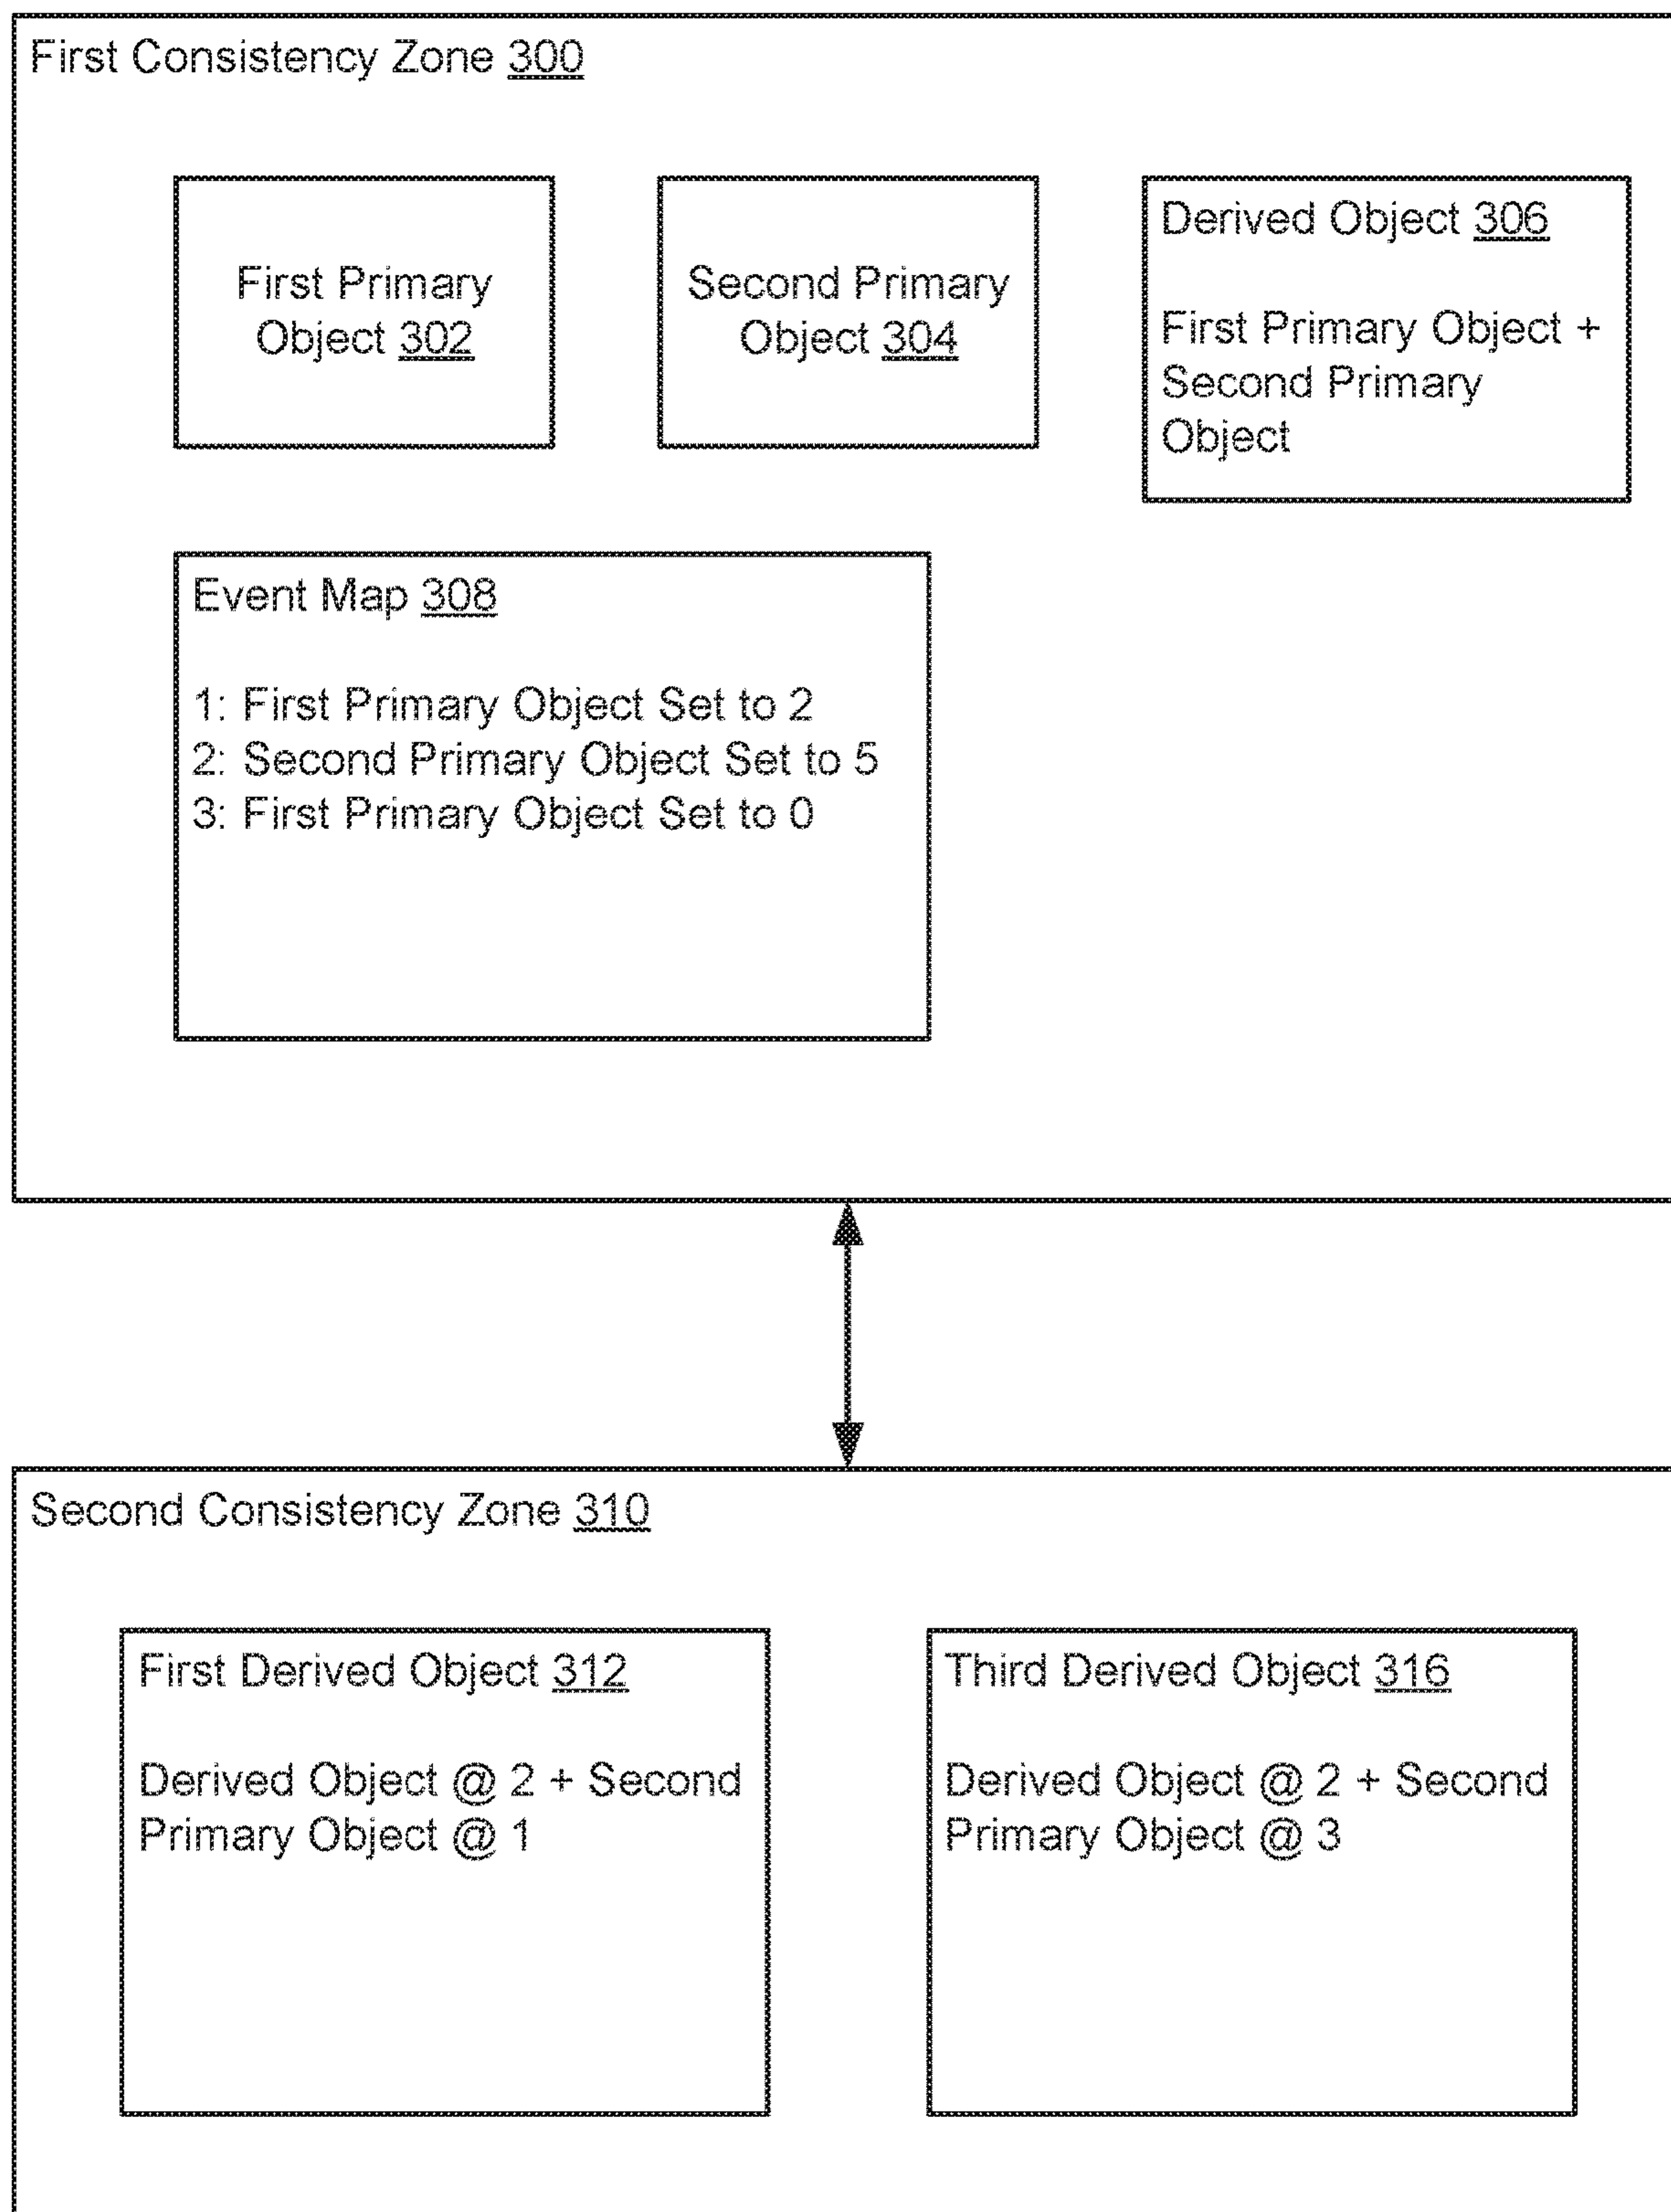 First Consistency Zone 300
First Primary
Object 302
Second Primary
Object 304
Derived Object 306
First Primary Object +
Second Primary
Object
Event Map 308
1: First Primary Object Set to 2
2: Second Primary Object Set to 5
3: First Primary Object Set to 0
Second Consistency Zone 310
First Derived Object 312
Derived Object @ 2 + Second
Primary Object @ 1
Third Derived Object 316
Derived Object @ 2 + Second
Primary Object @ 3